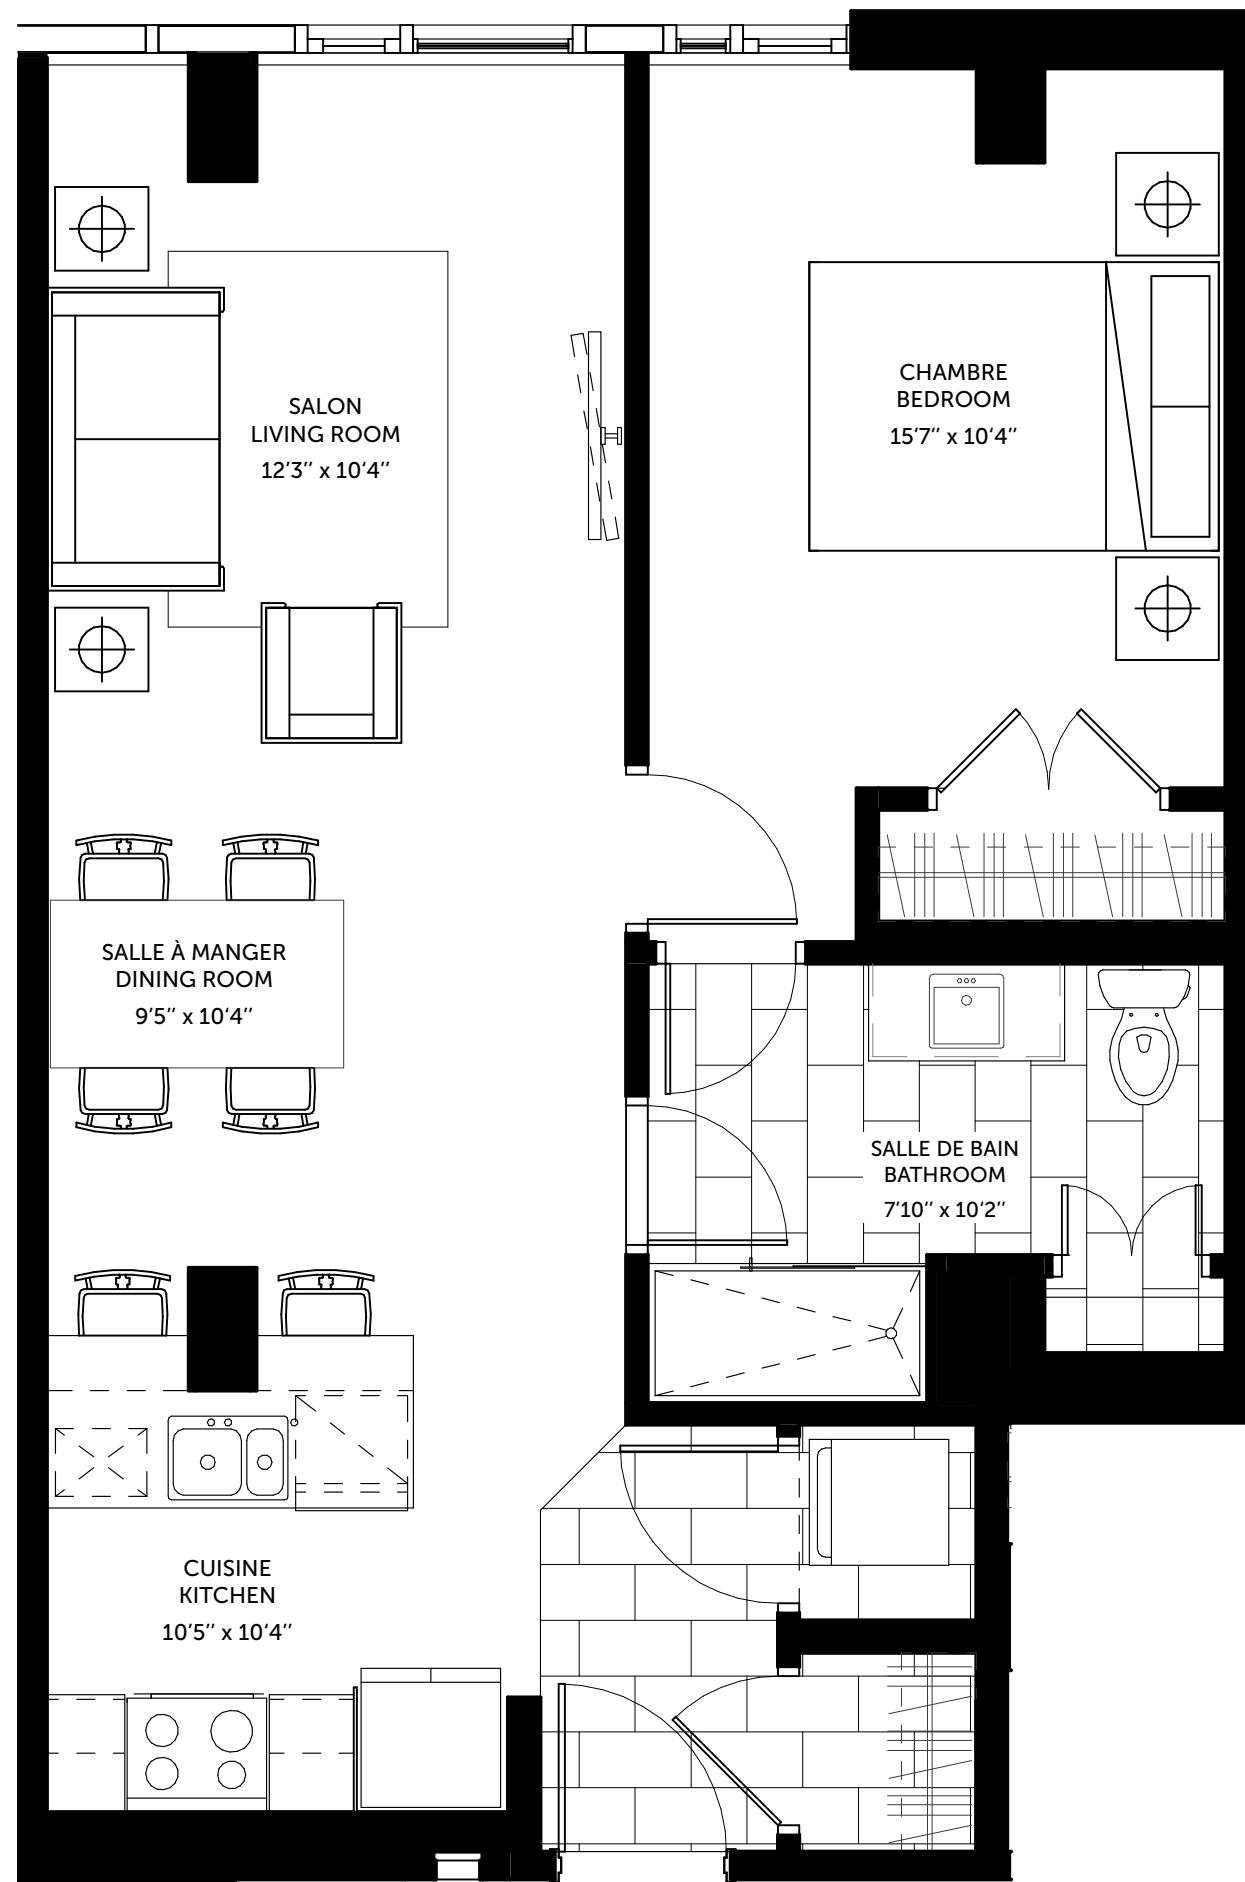 CHAMBRE
BEDROOM
15'7'' x 10'4''
SALON
LIVING ROOM
12'3'' x 10'4''
SALLE À MANGER
DINING ROOM
9'5'' x 10'4''
SALLE DE BAIN
BATHROOM
7'10'' x 10'2''
CUISINE
KITCHEN
10'5'' x 10'4''